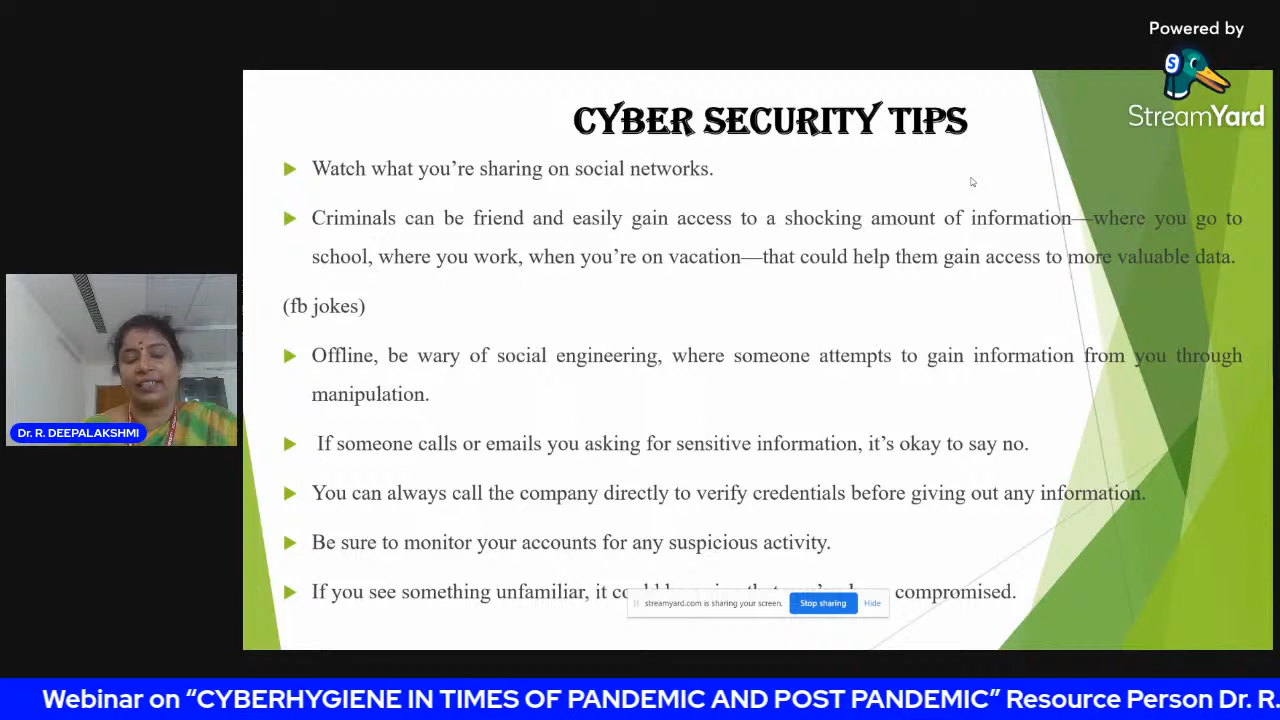 Powered by
StreamYard
CYBER SECURITY TIPS
Watch what you're sharing on social networks.
Criminals can be friend and easily gain access to a shocking amount of information—where you go to
school, where you work, when you're on vacation—that could help them gain access to more valuable data.
(fb jokes)
Offline, be wary of social engineering, where someone attempts to gain information from you through
manipulation.
If someone calls or emails you asking for sensitive information, it's okay to say no.
You can always call the company directly to verify credentials before giving out any information.
Be sure to monitor your accounts for any suspicious activity.
If you see something unfamiliar, it compromised.
streamyard.com is sharing your screen. Stop sharing Hide
Dr. R. DEEPALAKSHMI
Webinar on “CYBERHYGIENE IN TIMES OF PANDEMIC AND POST PANDEMIC” Resource Person Dr. R.